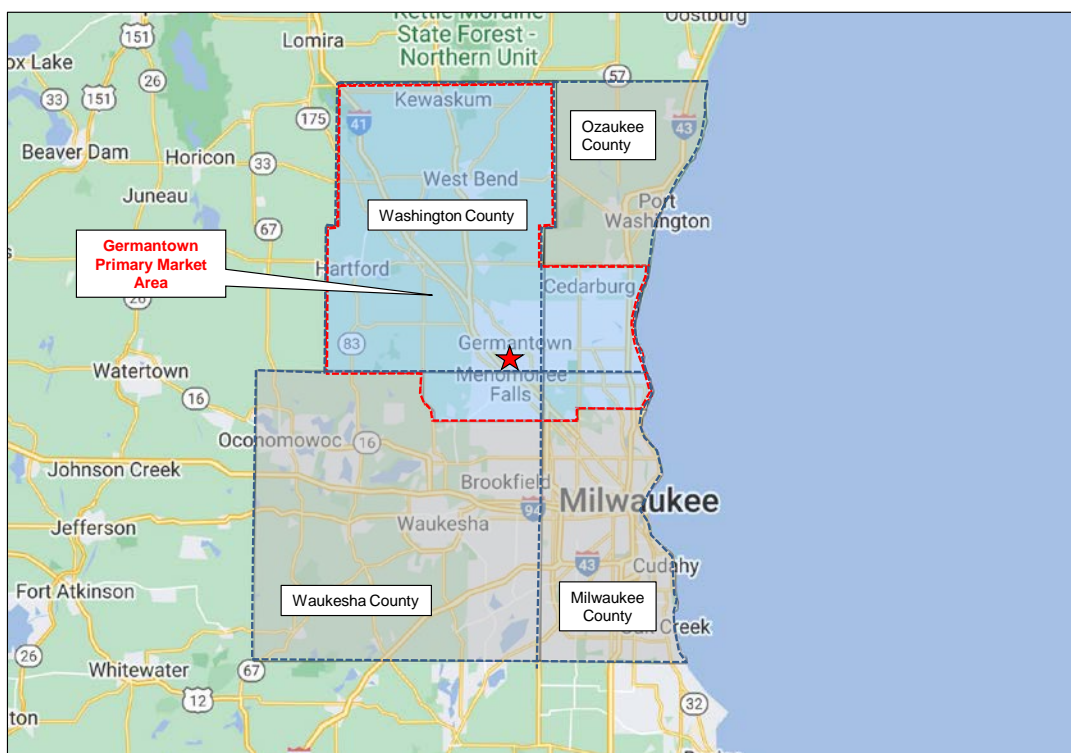 Kettle Moraine
State Forest -
Northern Unit
Oostburg
151
Lomira
ox Lake
26
57
33
151
Kewaskum
175
41
Ozaukee
County
43
Beaver Dam
Horicon
33
West Bend
Juneau
Port
Washington
Washington County
67
Germantown
Primary Market
Area
Hartford
26
Cedarburg
83
Germantown
Watertown
Menomonee
Falls
16
Oconomowoc
16
Johnson Creek
Brookfield
94
Milwaukee
Waukesha
Jefferson
43
Cudahy
Fort Atkinson
Waukesha County
Milwaukee
County
Creek
26
Whitewater
67
12
32
ton